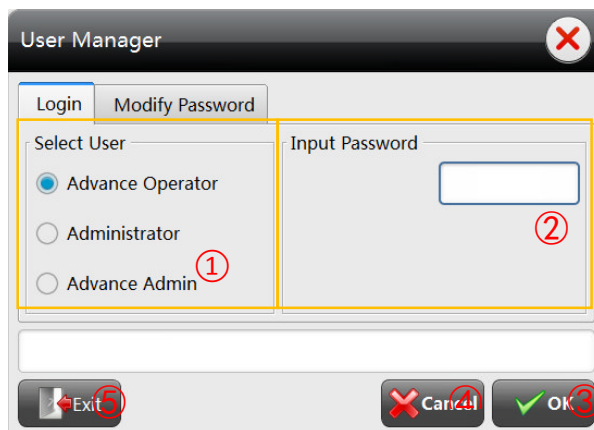 User Manager
Login Modify Password
Select User Input Password
Advance Operator
Administrator ②
Advance Admin ①
Exit ⑤ Cancel ④ OK ③